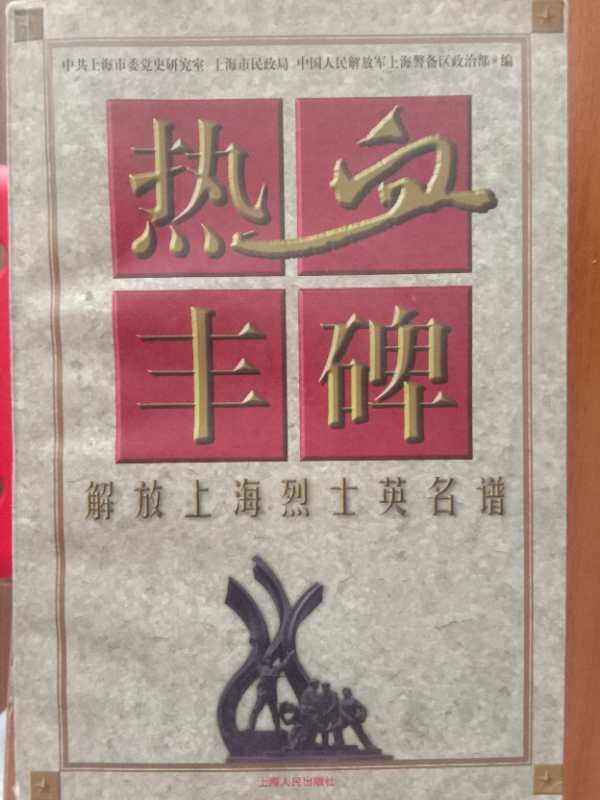 中共上海市委党史研究室 上海市民政局 中国人民解放军上海警备区政治部*编
热血
丰碑
解放上海烈士英名谱
上海人民出版社